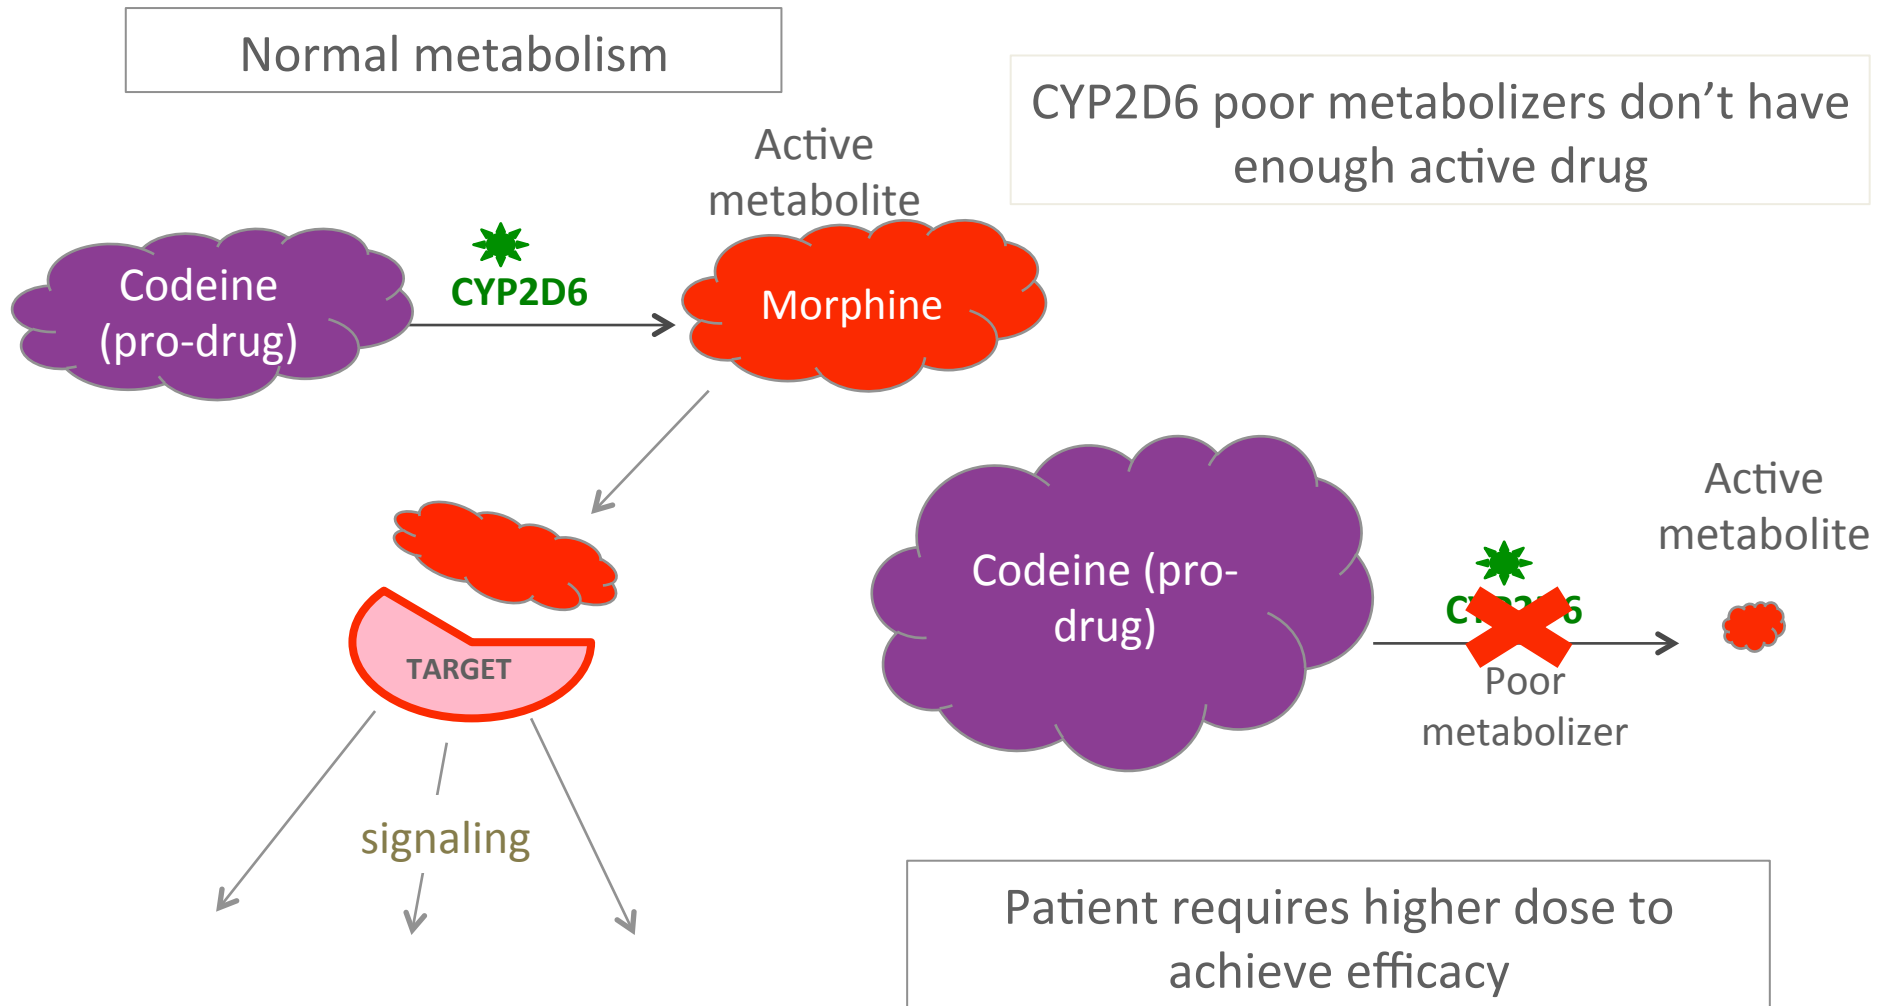 Normal metabolism
CYP2D6 poor metabolizers don’t have
enough active drug
Active
metabolite
Codeine
(pro-drug)
CYP2D6
Morphine
TARGET
signaling
Codeine (pro-
drug)
Poor
metabolizer
Active
metabolite
Patient requires higher dose to
achieve efficacy